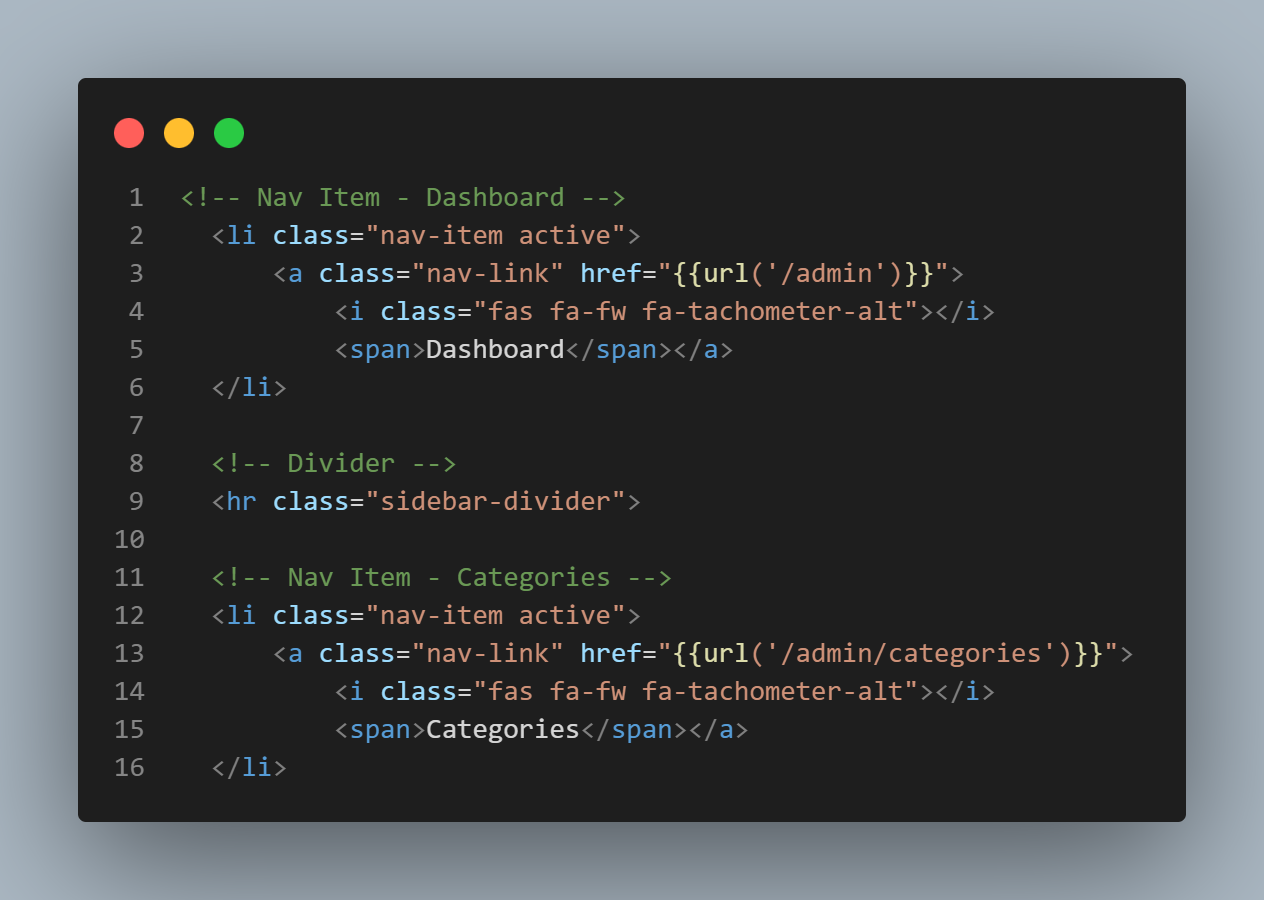 1 <!-- Nav Item - Dashboard -->
2 <li class="nav-item active">
3 <a class="nav-link" href="{{url('/admin')}}">
4 <i class="fas fa-fw fa-tachometer-alt"></i>
5 <span>Dashboard</span></a>
6 </li>
7
8 <!-- Divider -->
9 <hr class="sidebar-divider">
10
11 <!-- Nav Item - Categories -->
12 <li class="nav-item active">
13 <a class="nav-link" href="{{url('/admin/categories')}}">
14 <i class="fas fa-fw fa-tachometer-alt"></i>
15 <span>Categories</span></a>
16 </li>